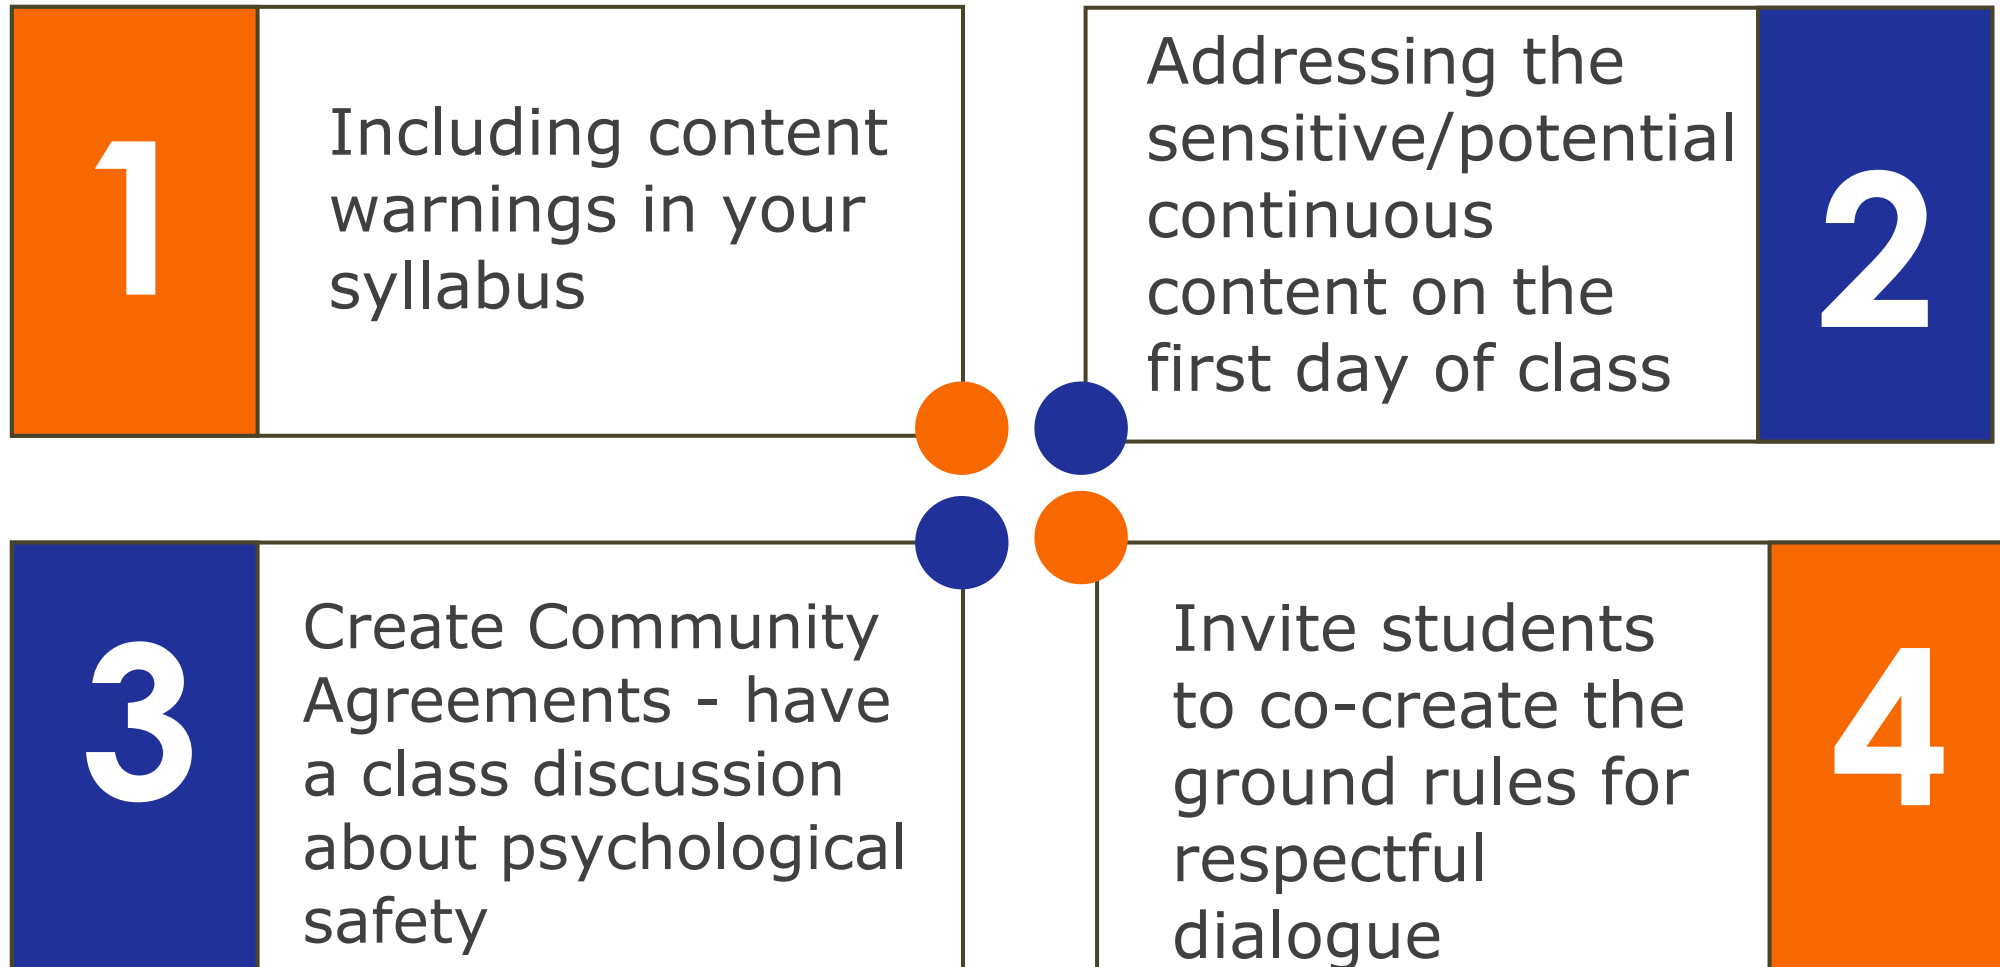 1
Including content
warnings in your
syllabus
Addressing the
sensitive/potential
continuous
content on the
first day of class
2
3
Create Community
Agreements - have
a class discussion
about psychological
safety
Invite students
to co-create the
ground rules for
respectful
dialogue
4